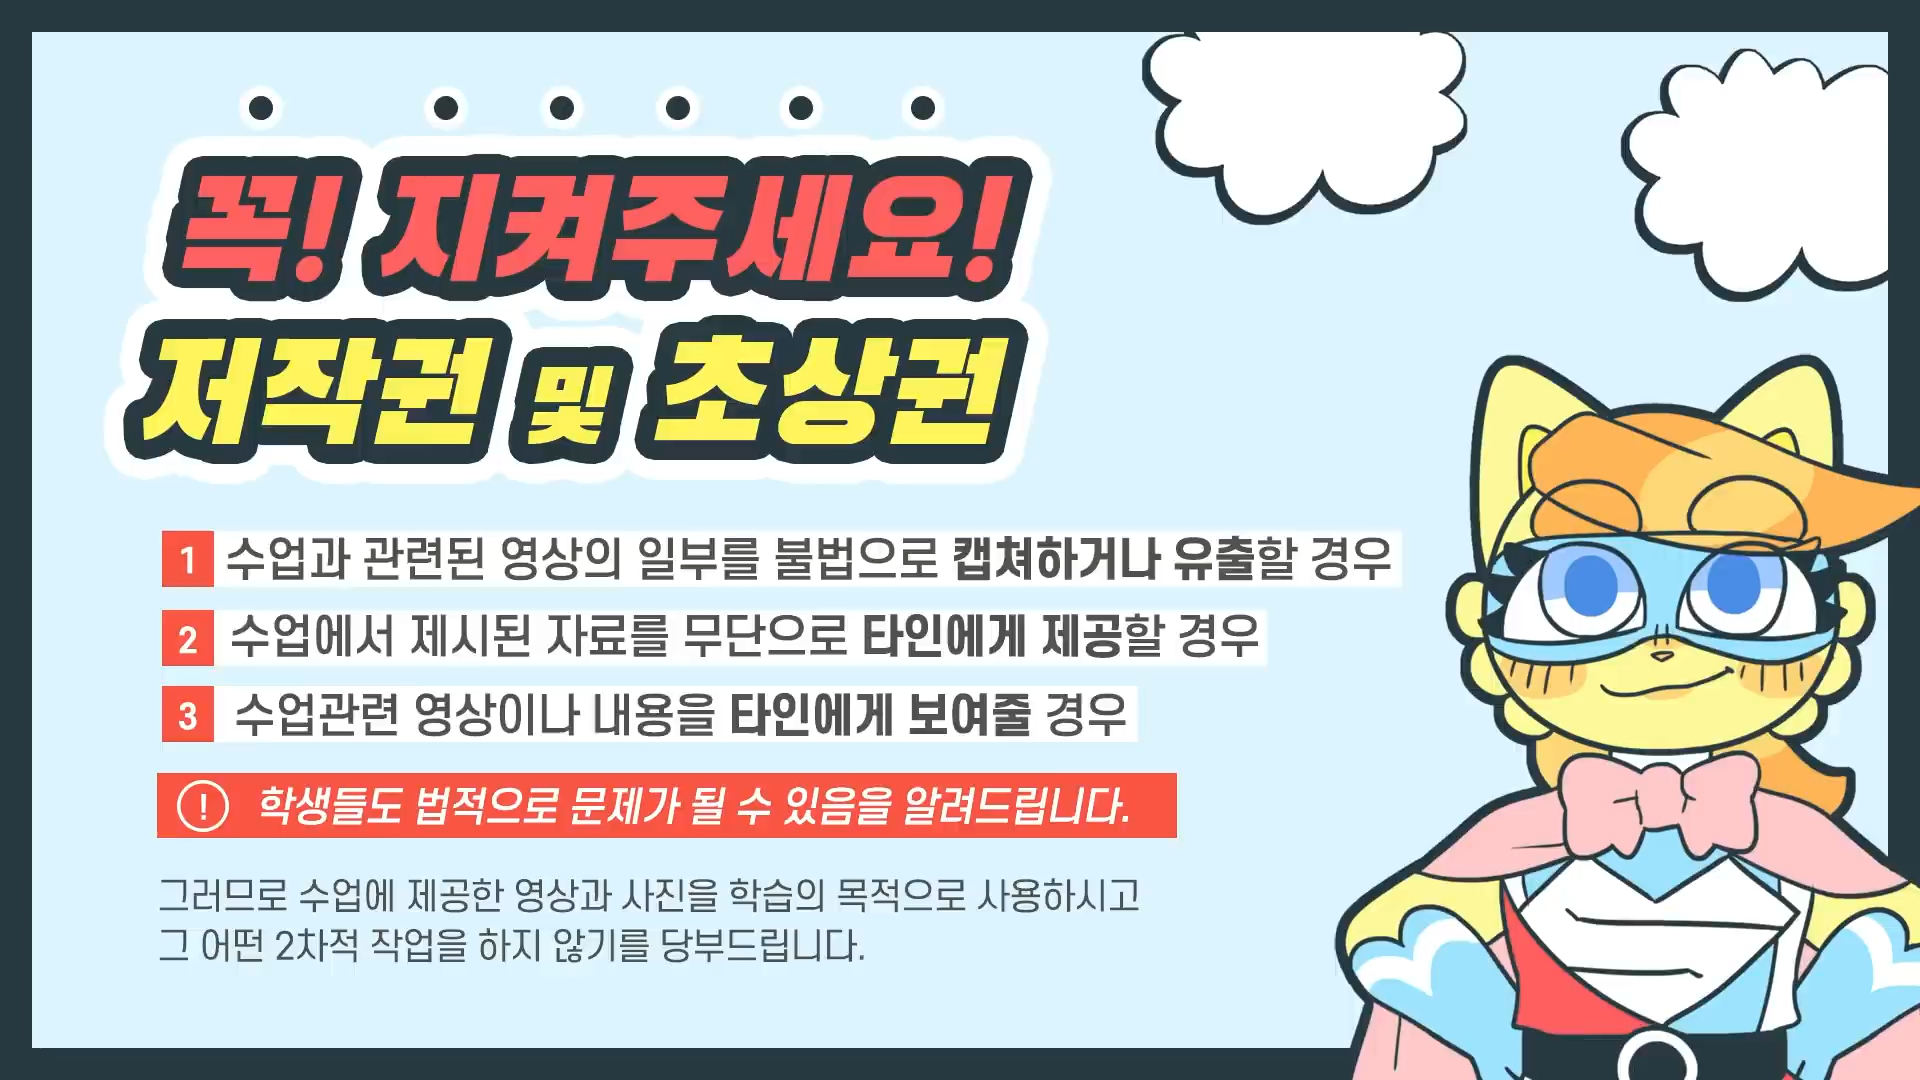 꼭! 지켜주세요!
저작권 및 초상권
1 수업과 관련된 영상의 일부를 불법으로 캡쳐하거나 유출할 경우
2 수업에서 제시된 자료를 무단으로 타인에게 제공할 경우
3 수업관련 영상이나 내용을 타인에게 보여줄 경우
! 학생들도 법적으로 문제가 될 수 있음을 알려드립니다.
그러므로 수업에 제공한 영상과 사진을 학습의 목적으로 사용하시고
그 어떤 2차적 작업을 하지 않기를 당부드립니다.